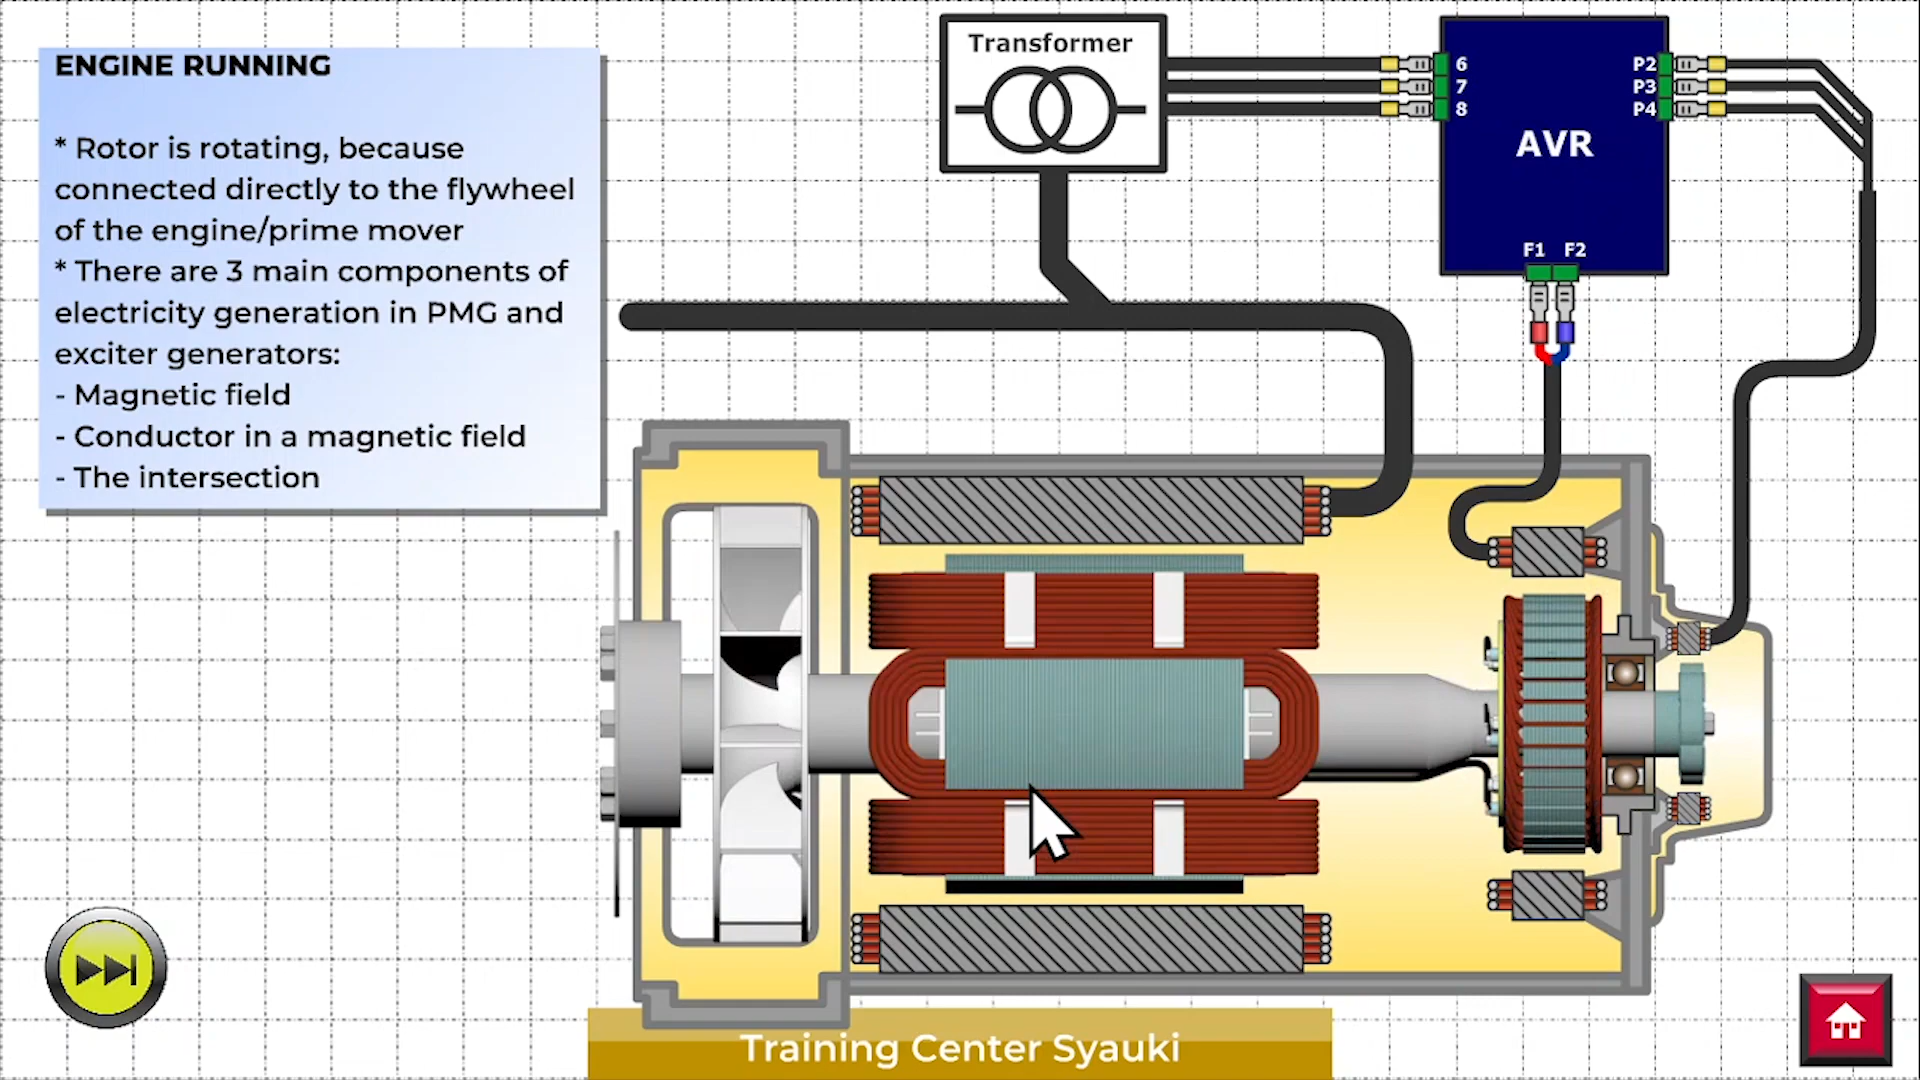 ENGINE RUNNING
* Rotor is rotating, because
connected directly to the flywheel
of the engine/prime mover
* There are 3 main components of
electricity generation in PMG and
exciter generators:
- Magnetic field
- Conductor in a magnetic field
- The intersection
Transformer
6
7
8
P2
P3
P4
AVR
F1 F2
Training Center Syauki